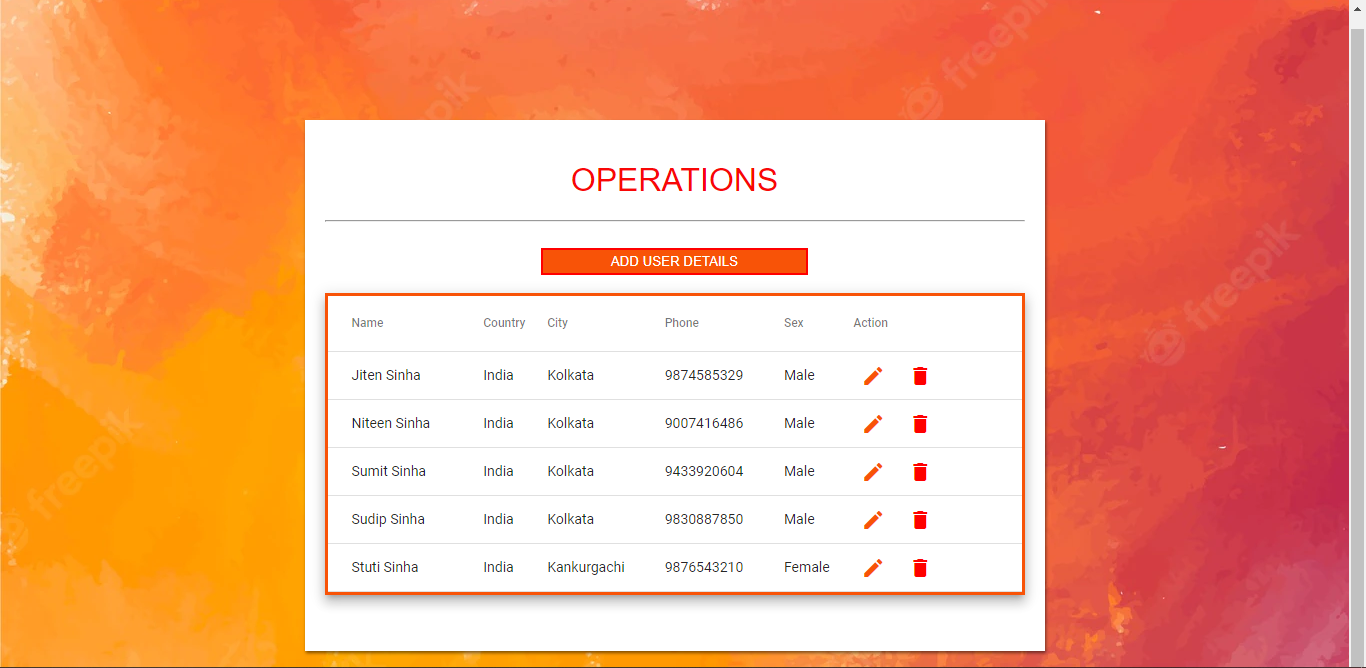 freepik
freepik
OPERATIONS
ADD USER DETAILS
Name Country City Phone Sex Action
Jiten Sinha India Kolkata 9874585329 Male
Niteen Sinha India Kolkata 9007416486 Male
Sumit Sinha India Kolkata 9433920604 Male
Sudip Sinha India Kolkata 9830887850 Male
Stuti Sinha India Kankurgachi 9876543210 Female
freepik